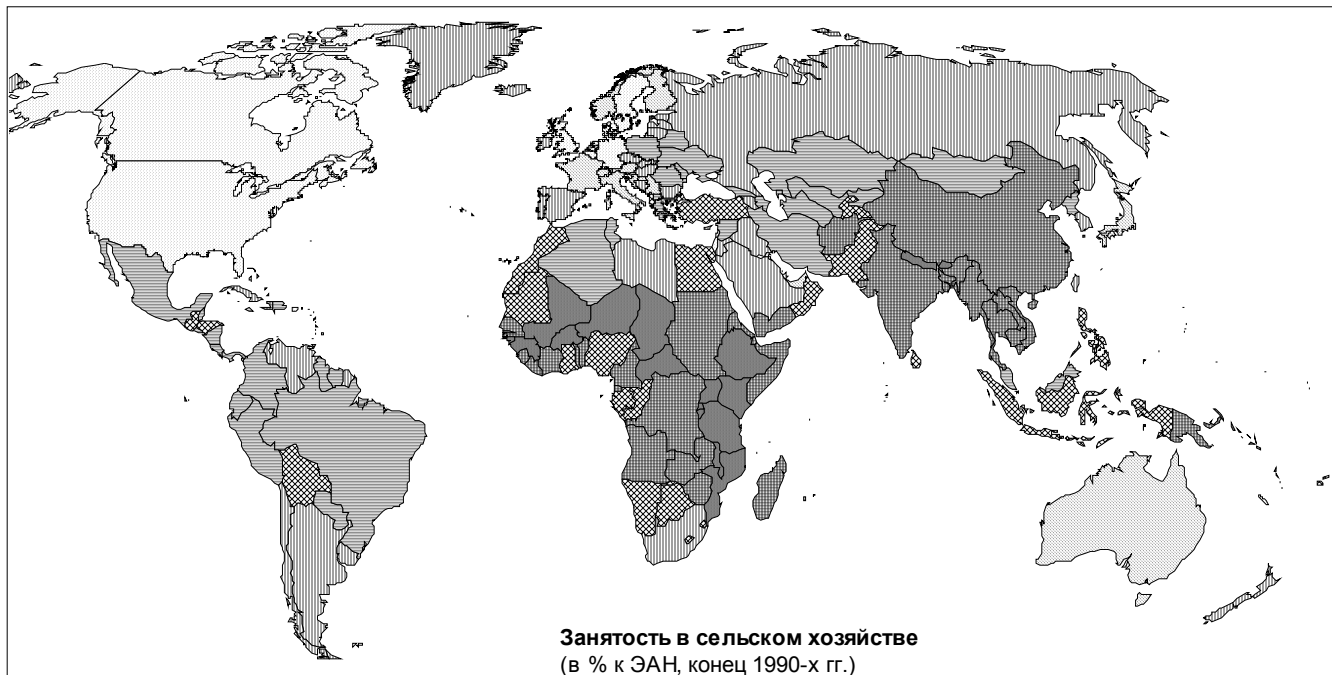 Занятость в сельском хозяйстве
(в % к ЭАН, конец 1990-х гг.)